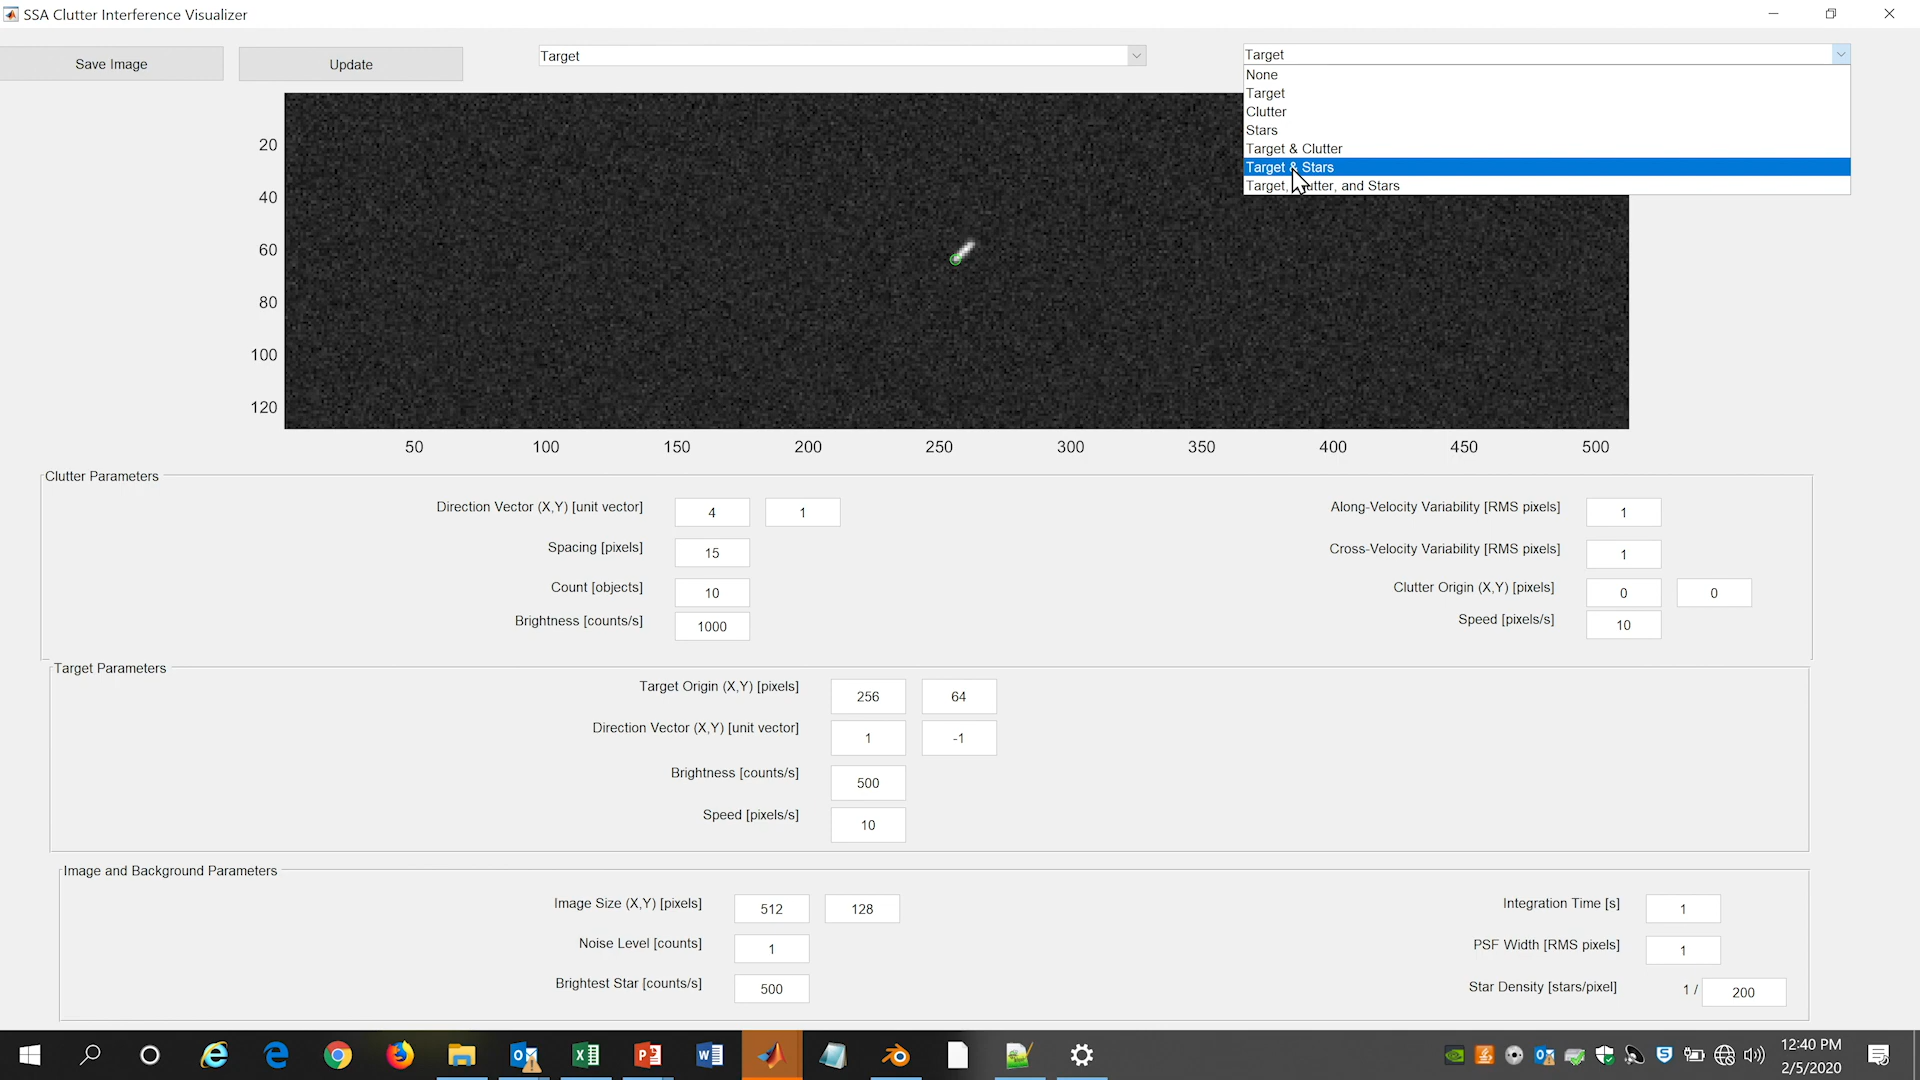 SSA Clutter Interference Visualizer
Save Image
Update
Target
Target
None
Target
Clutter
Stars
Target & Clutter
Target & Stars
Target, utter, and Stars
20
40
60
80
100
120
50 100 150 200 250 300 350 400 450 500
Clutter Parameters
Direction Vector (X,Y) [unit vector] 4 1
Along-Velocity Variability [RMS pixels] 1
Spacing [pixels] 15
Cross-Velocity Variability [RMS pixels] 1
Count [objects] 10
Clutter Origin (X,Y) [pixels] 0 0
Brightness [counts/s] 1000
Speed [pixels/s] 10
Target Parameters
Target Origin (X,Y) [pixels] 256 64
Direction Vector (X,Y) [unit vector] 1 -1
Brightness [counts/s] 500
Speed [pixels/s] 10
Image and Background Parameters
Image Size (X,Y) [pixels] 512 128
Integration Time [s] 1
Noise Level [counts] 1
PSF Width [RMS pixels] 1
Brightest Star [counts/s] 500
Star Density [stars/pixel] 1 / 200
12:40 PM
2/5/2020